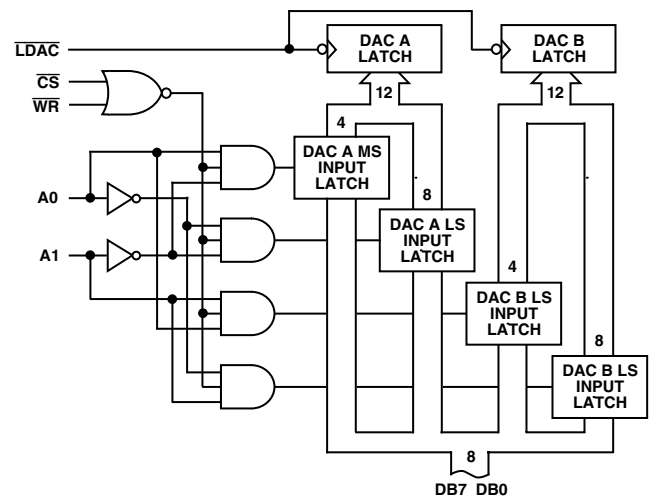 LDAC
DAC A
LATCH
DAC B
LATCH
CS
WR
12
12
4
DAC A MS
INPUT
LATCH
A0
8
DAC A LS
INPUT
LATCH
A1
4
DAC B LS
INPUT
LATCH
8
DAC B LS
INPUT
LATCH
8
DB7 DB0